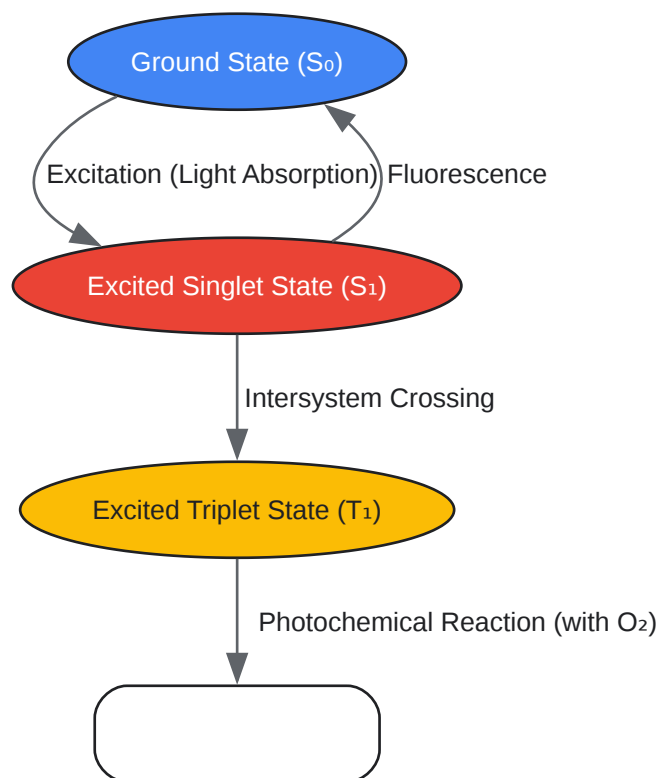 Ground State (S₀)
Excitation (Light Absorption)
Fluorescence
Excited Singlet State (S₁)
Intersystem Crossing
Excited Triplet State (T₁)
Photochemical Reaction (with O₂)